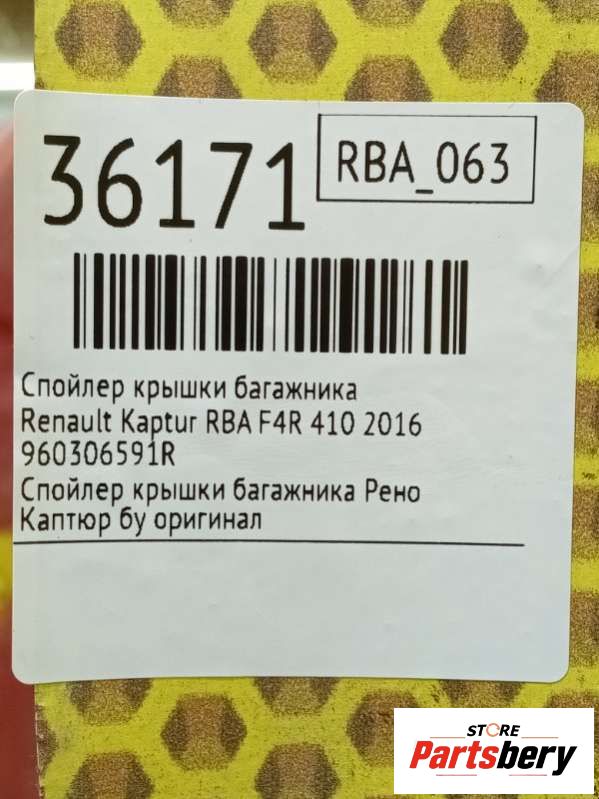 36171
RBA_063
Спойлер крышки багажника
Renault Kaptur RBA F4R 410 2016
960306591R
Спойлер крышки багажника Рено
Каптюр бу оригинал
STORE
Partsbery